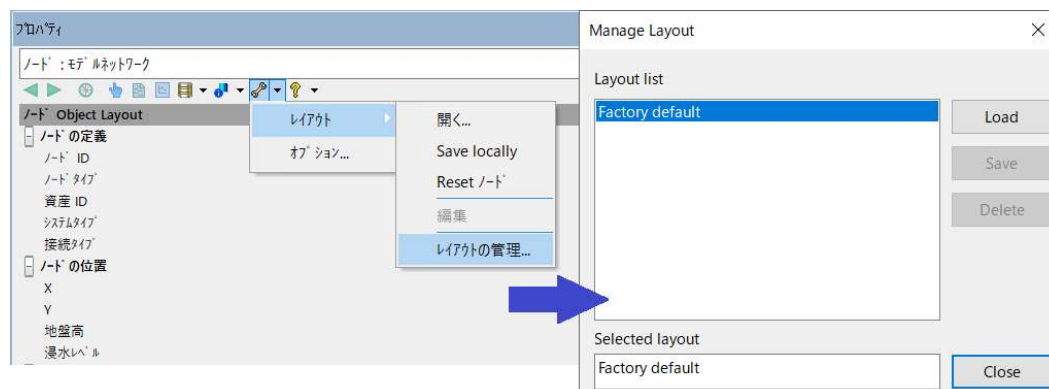 ﾌﾟﾛﾊﾟﾃｨ
ﾉｰﾄﾞ : ﾓﾃﾞﾙﾈｯﾄﾜｰｸ
ﾉｰﾄﾞ Object Layout
ﾉｰﾄﾞの定義
ﾉｰﾄﾞ ID
ﾉｰﾄﾞﾀｲﾌﾟ
資産 ID
ｼｽﾃﾑﾀｲﾌﾟ
接続ﾀｲﾌﾟ
ﾉｰﾄﾞの位置
X
Y
地盤高
浸水ﾚﾍﾞﾙ
ﾚｲｱｳﾄ
ｵﾌﾟｼｮﾝ...
開く...
Save locally
Reset ﾉｰﾄﾞ
編集
ﾚｲｱｳﾄの管理...
Manage Layout
Layout list
Factory default
Load
Save
Delete
Selected layout
Factory default
Close